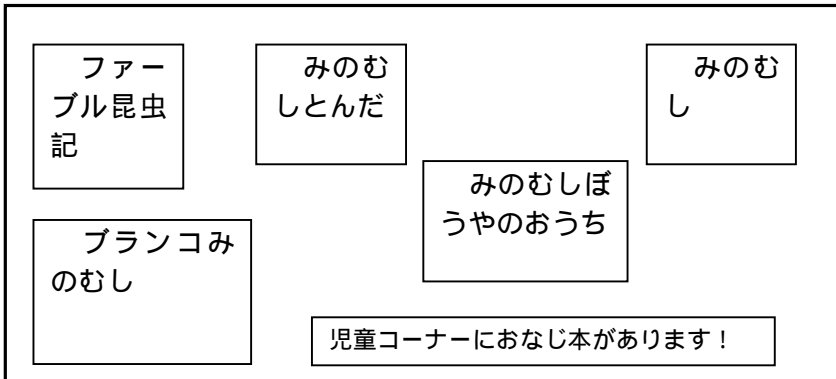 ファー
ブル昆虫
記
みのむ
しとんだ
みのむ
し
みのむしぼ
うやのおうち
ブランコみ
のむし
児童コーナーにおなじ本があります！